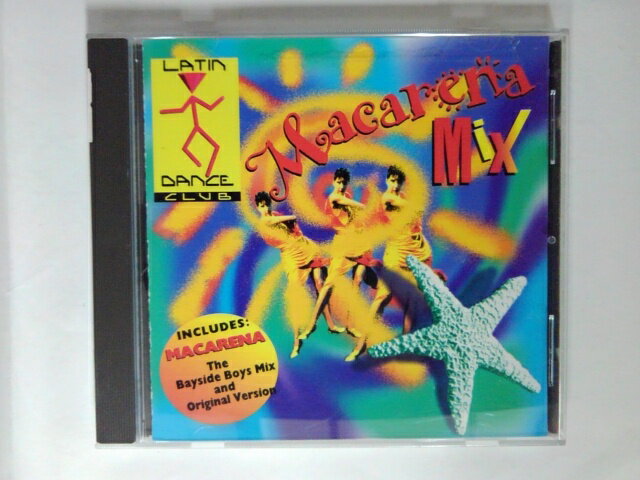 LATIN
DANCE
CLUB
Macarena
Mix
INCLUDES:
MACARENA
The
Bayside Boys Mix
and
Original Version